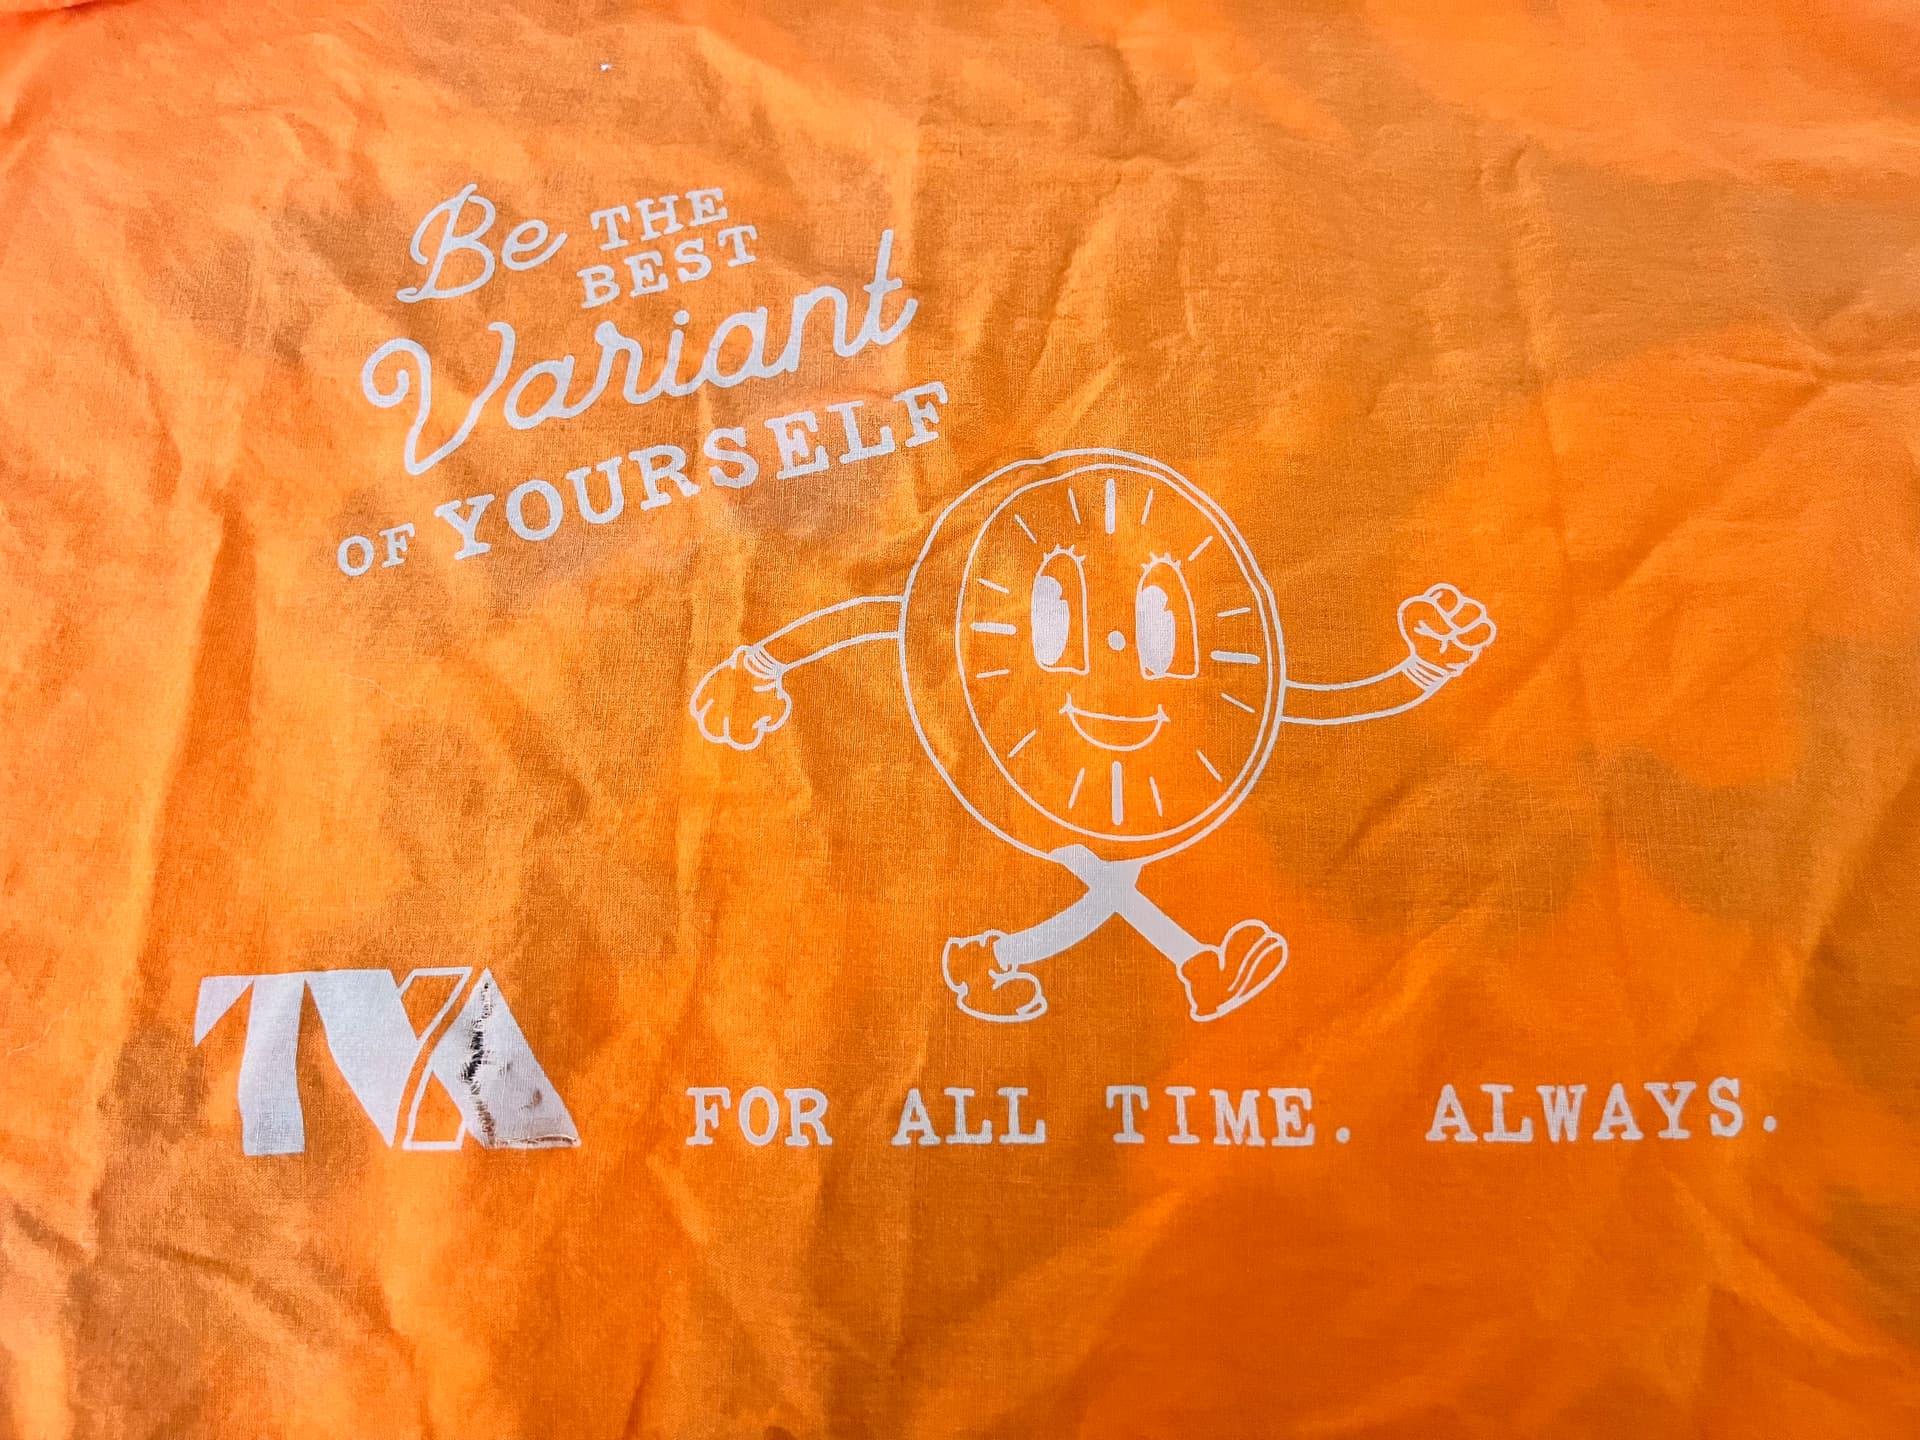 Be THE
BEST
Variant
OF YOURSELF
TVA
FOR ALL TIME. ALWAYS.